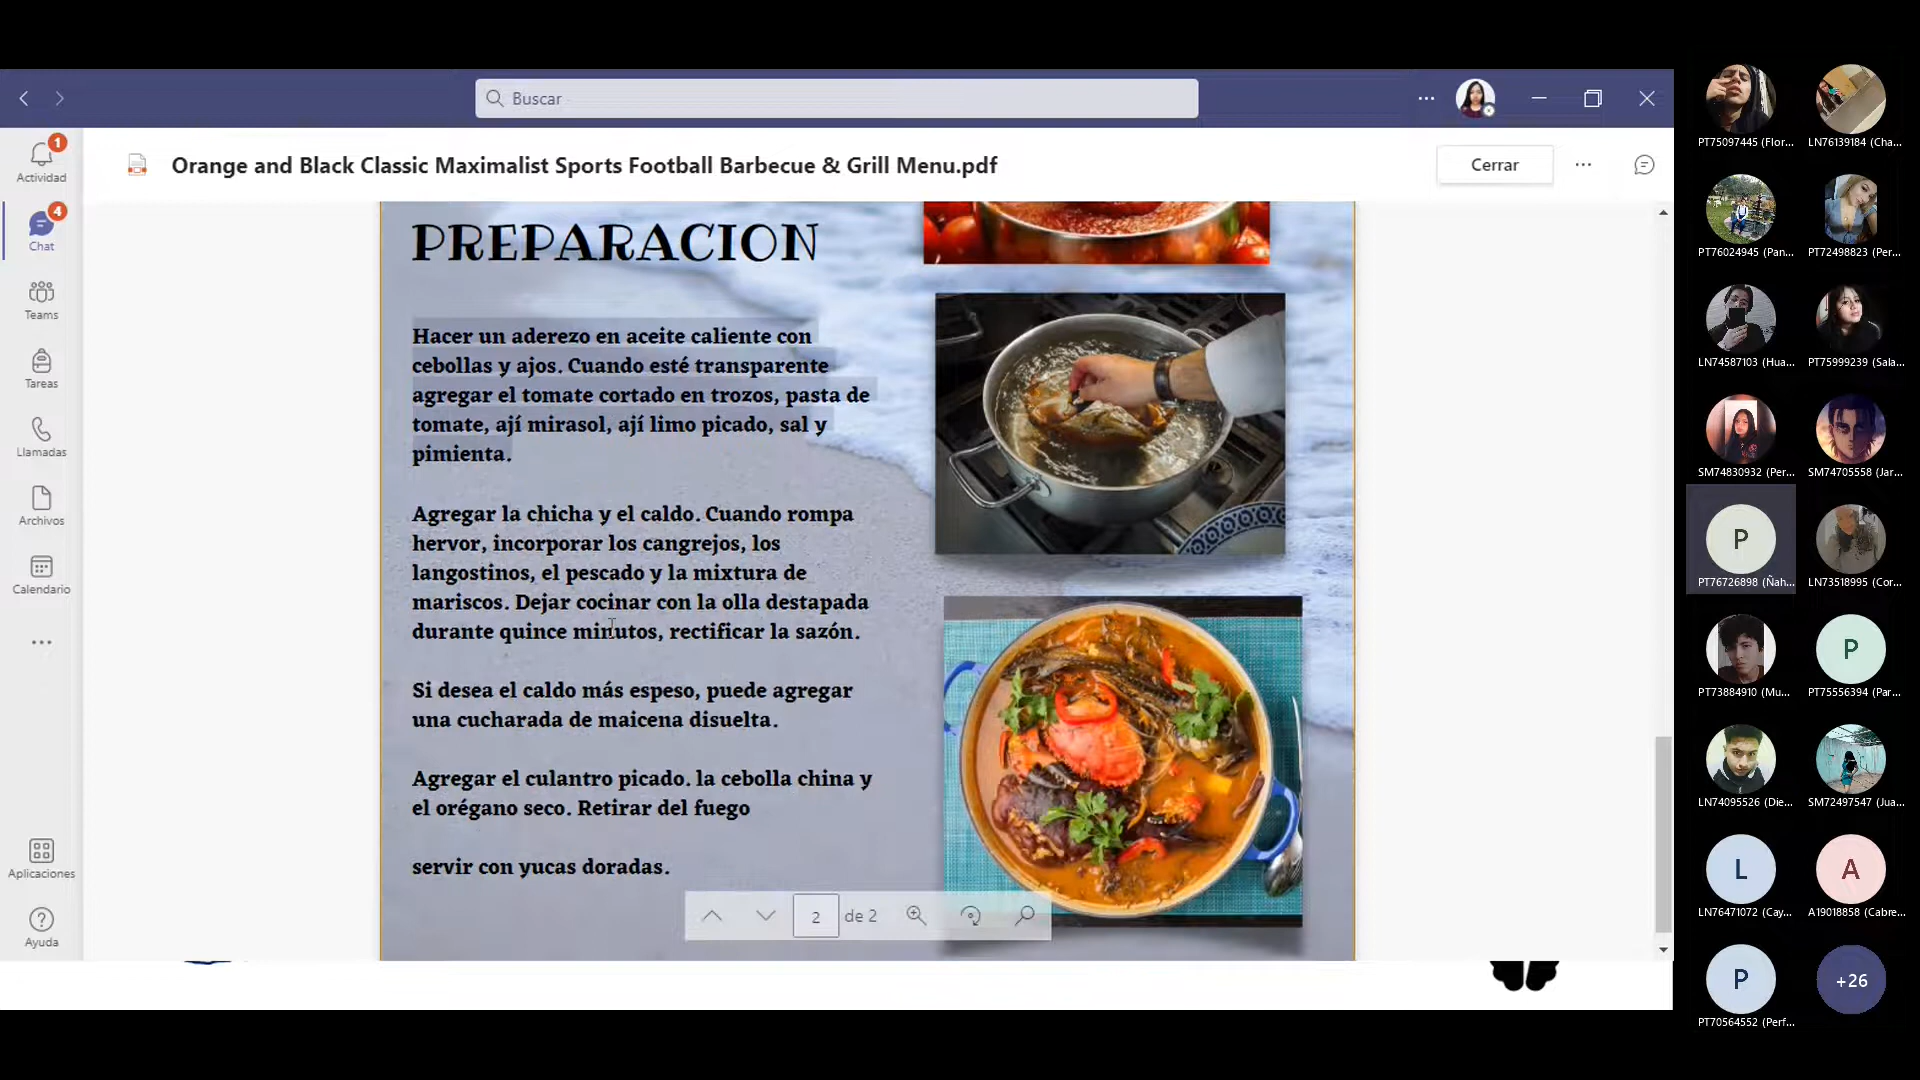 Buscar
Orange and Black Classic Maximalist Sports Football Barbecue & Grill Menu.pdf
Cerrar
1
Actividad
4
Chat
Teams
Tareas
Llamadas
Archivos
Calendario
Aplicaciones
Ayuda
PREPARACION
Hacer un aderezo en aceite caliente con
cebollas y ajos. Cuando esté transparente
agregar el tomate cortado en trozos, pasta de
tomate, ají mirasol, ají limo picado, sal y
pimienta.
Agregar la chicha y el caldo. Cuando rompa
hervor, incorporar los cangrejos, los
langostinos, el pescado y la mixtura de
mariscos. Dejar cocinar con la olla destapada
durante quince minutos, rectificar la sazón.
Si desea el caldo más espeso, puede agregar
una cucharada de maicena disuelta.
Agregar el culantro picado. la cebolla china y
el orégano seco. Retirar del fuego
servir con yucas doradas.
2 de 2
PT75097445 (Flor... LN76139184 (Cha...
PT76024945 (Pan... PT72498823 (Per...
LN74587103 (Hua... PT75999239 (Sala...
SM74830932 (Per... SM74705558 (Jar...
P
PT76726898 (Ñah... LN73518995 (Cor...
P
PT73884910 (Mu... PT75556394 (Par...
LN74095526 (Die... SM72497547 (Jua...
L A
LN76471072 (Cay... A19018858 (Cabre...
P +26
PT70564552 (Perf...